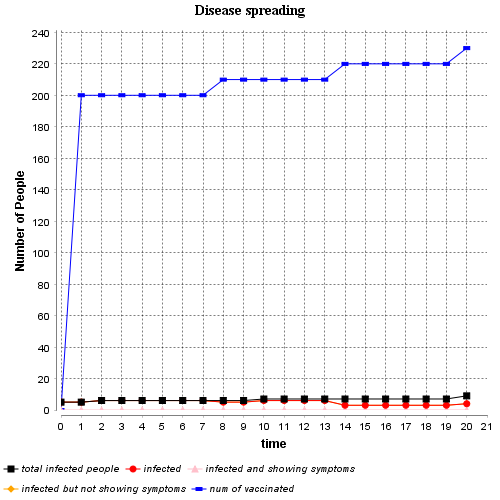 Disease spreading
Number of People
240
220
200
180
160
140
120
100
80
60
40
20
0
0 1 2 3 4 5 6 7 8 9 10 11 12 13 14 15 16 17 18 19 20 21
time
total infected people infected infected and showing symptoms
infected but not showing symptoms num of vaccinated